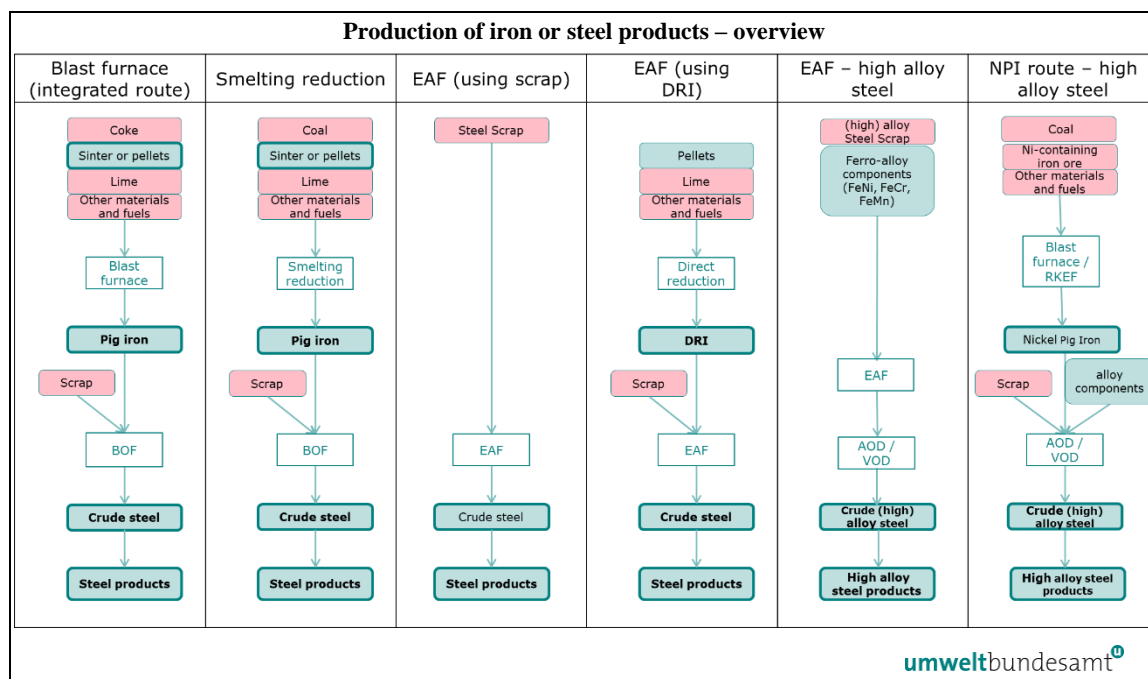 Production of iron or steel products – overview
Blast furnace
(integrated route)
Coke
Sinter or pellets
Lime
Other materials
and fuels
Blast
furnace
Pig iron
Scrap
BOF
Crude steel
Steel products
Smelting reduction
Coal
Sinter or pellets
Lime
Other materials
and fuels
Smelting
reduction
Pig iron
Scrap
BOF
Crude steel
Steel products
EAF (using scrap)
Steel Scrap
EAF
Crude steel
Steel products
EAF (using
DRI)
Pellets
Lime
Other materials
and fuels
Direct
reduction
DRI
Scrap
EAF
Crude steel
Steel products
EAF – high alloy
steel
(high) alloy
Steel Scrap
Ferro-alloy
components
(FeNi, FeCr,
FeMn)
EAF
AOD /
VOD
Crude (high)
alloy steel
High alloy
steel products
NPI route – high
alloy steel
Coal
Ni-containing
iron ore
Other materials
and fuels
Blast
furnace /
RKEF
Nickel Pig Iron
Scrap
alloy
components
AOD /
VOD
Crude (high)
alloy steel
High alloy steel
products
umweltbundesamt
u